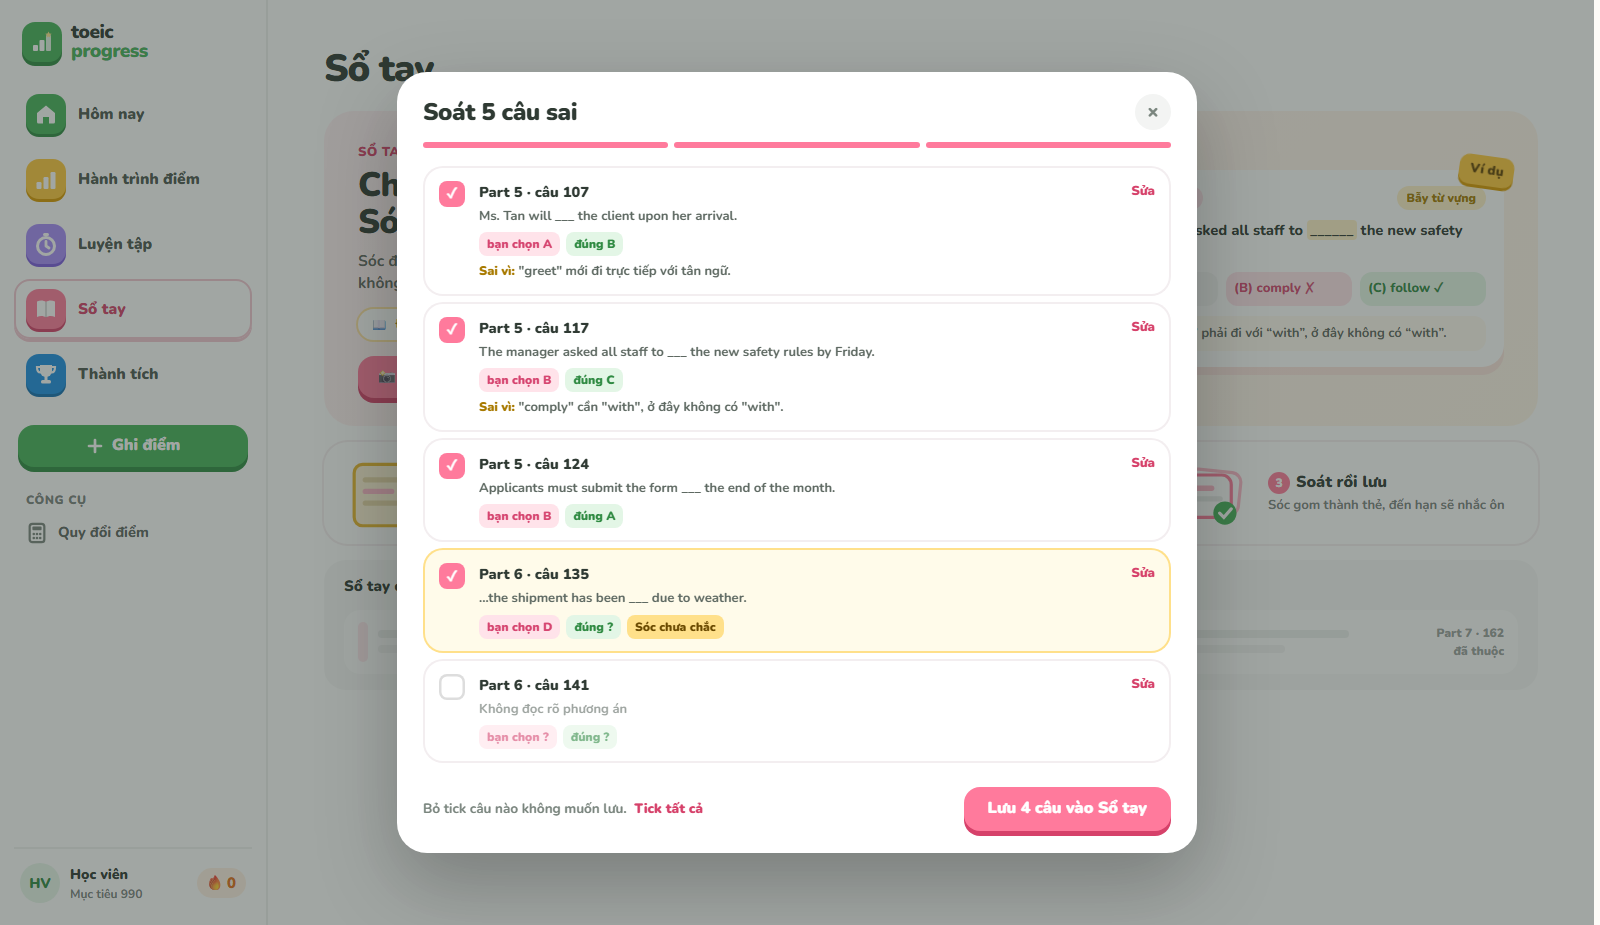 toeic
progress
Hôm nay
Hành trình điểm
Luyện tập
Sổ tay
Thành tích
+ Ghi điểm
CÔNG CỤ
Quy đổi điểm
HV
Học viên
Mục tiêu 990
0
Sổ tay
SỔ TA
Ch
Só
Sóc đ
không
Soát 5 câu sai
×
✓ Part 5 · câu 107
Sửa
Ms. Tan will ___ the client upon her arrival.
bạn chọn A
đúng B
Sai vì: "greet" mới đi trực tiếp với tân ngữ.
✓ Part 5 · câu 117
Sửa
The manager asked all staff to ___ the new safety rules by Friday.
bạn chọn B
đúng C
Sai vì: "comply" cần "with", ở đây không có "with".
✓ Part 5 · câu 124
Sửa
Applicants must submit the form ___ the end of the month.
bạn chọn B
đúng A
✓ Part 6 · câu 135
Sửa
...the shipment has been ___ due to weather.
bạn chọn D
đúng ?
Sóc chưa chắc
Part 6 · câu 141
Sửa
Không đọc rõ phương án
bạn chọn ?
đúng ?
Bỏ tick câu nào không muốn lưu. Tick tất cả
Lưu 4 câu vào Sổ tay
Ví dụ
Bẫy từ vựng
sked all staff to ______ the new safety
(B) comply ✗
(C) follow ✓
phải đi với “with”, ở đây không có “with”.
3 Soát rồi lưu
Sóc gom thành thẻ, đến hạn sẽ nhắc ôn
Sổ tay
Part 7 · 162
đã thuộc